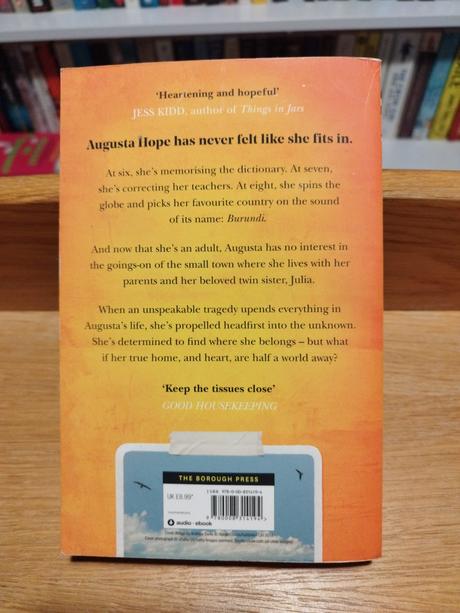 'Heartening and hopeful'
JESS KIDD, author of Things in Jars
Augusta Hope has never felt like she fits in.
At six, she's memorising the dictionary. At seven,
she's correcting her teachers. At eight, she spins the
globe and picks her favourite country on the sound
of its name: Burundi.
And now that she's an adult, Augusta has no interest in
the goings-on of the small town where she lives with her
parents and her beloved twin sister, Julia.
When an unspeakable tragedy upends everything in
Augusta's life, she's propelled headfirst into the unknown.
She's determined to find where she belongs – but what
if her true home, and heart, are half a world away?
'Keep the tissues close'
GOOD HOUSEKEEPING
THE BOROUGH PRESS
UK £8.99
audio · ebook